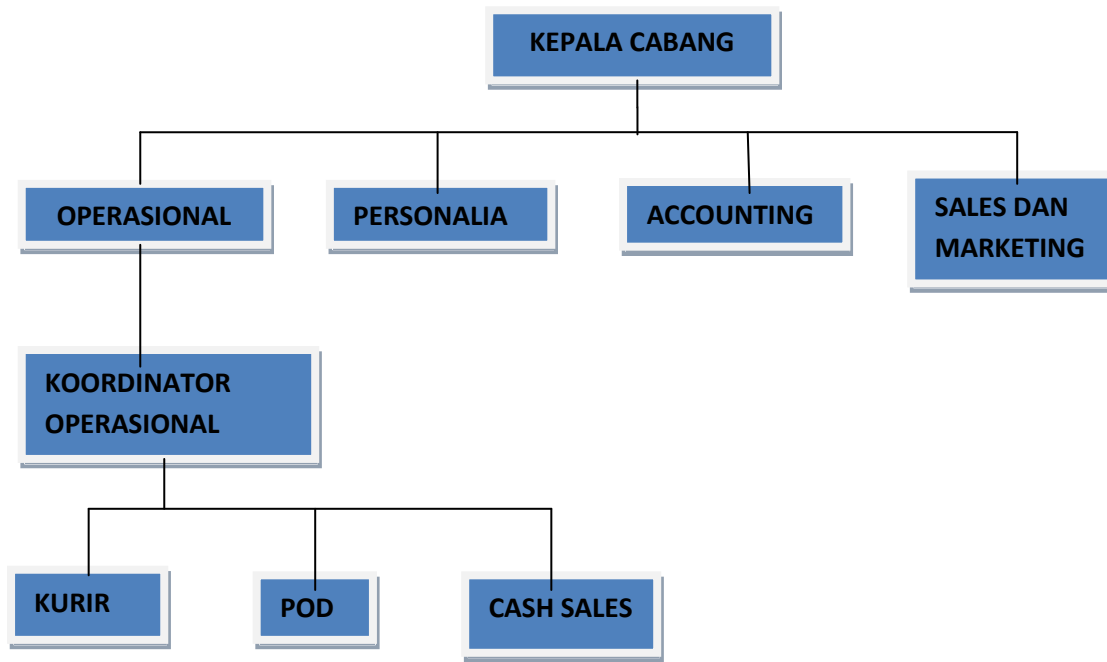 KEPALA CABANG
OPERASIONAL
PERSONALIA
ACCOUNTING
SALES DAN
MARKETING
KOORDINATOR
OPERASIONAL
KURIR
POD
CASH SALES